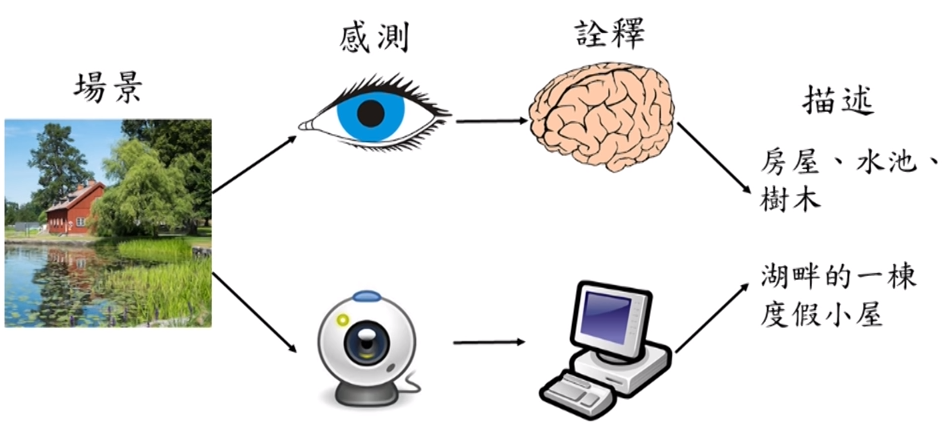 場景
感測
詮釋
描述
房屋、水池、
樹木
湖畔的一棟
度假小屋